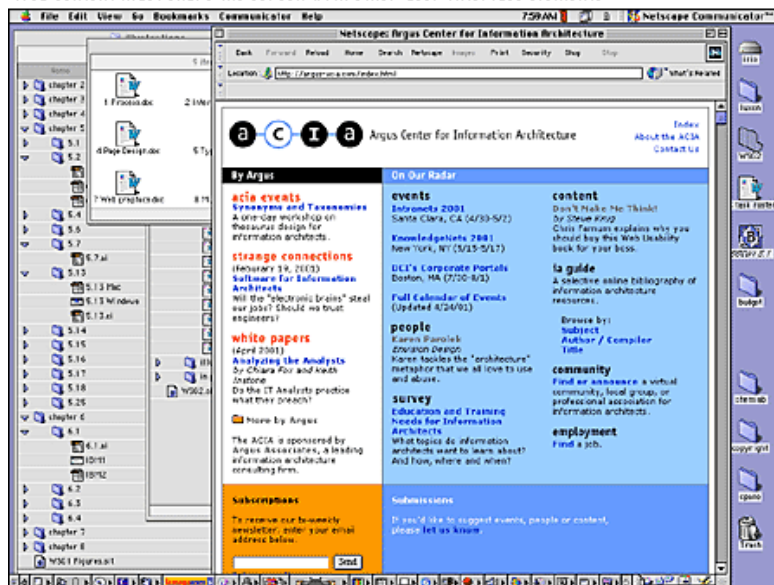 File Edit View Go Bookmarks Communicator Help
7:59 AM
Netscape Communicator™
Netscape: Argus Center for Information Architecture
Back Forward Reload Home Search Netscape Images Print Security Shop Stop
Location: http://argus-acia.com/index.html
What's Related
Name
chapter 2
chapter 3
chapter 4
chapter 5
5.1
5.2
5.4
5.6
5.7
5.7.ai
5.13
5.13 Mac
5.13 Windows
5.13.ai
5.14
5.15
5.16
5.17
5.18
5.25
chapter 6
6.1
6.1.ai
6.2
6.3
6.4
chapter 7
chapter 8
WSG1 Figures.sit
1 Process.doc
4 Page Design.doc
7 Web graphics.doc
acia
Argus Center for Information Architecture
Index
About the ACIA
Contact Us
By Argus
acia events
Synonyms and Taxonomies
A one-day workshop on
thesaurus design for
information architects.
strange connections
(February 19, 2001)
Software for Information
Architects
Will the "electronic brains" steal
our jobs? Should we trust
engineers?
white papers
(April 2001)
Analyzing the Analysts
by Chiara Fox and Keith
Instone
Do the IT Analysts practice
what they preach?
More by Argus
The ACIA is sponsored by
Argus Associates, a leading
information architecture
consulting firm.
Subscriptions
To receive our bi-weekly
newsletter, enter your email
address below.
Send
On Our Radar
events
Intranets 2001
Santa Clara, CA (4/30-5/2)
KnowledgeNets 2001
New York, NY (5/15-5/17)
DCI's Corporate Portals
Boston, MA (7/30-8/1)
Full Calendar of Events
(Updated 4/24/01)
people
Karen Parolek
Envision Design
Karen tackles the "architecture"
metaphor that we all love to use
and abuse.
survey
Education and Training
Needs for Information
Architects
What topics do information
architects want to learn about?
And how, where and when?
content
Don't Make Me Think!
by Steve Krug
Chris Farnum explains why you
should buy this Web Usability
book for your boss.
ia guide
A selective online bibliography of
information architecture
resources.
Browse by:
Subject
Author / Compiler
Title
community
Find or announce a virtual
community, local group, or
professional association for
information architects.
employment
Find a job.
Submissions
If you'd like to suggest events, people or content,
please let us know
budget
copyright
Trash